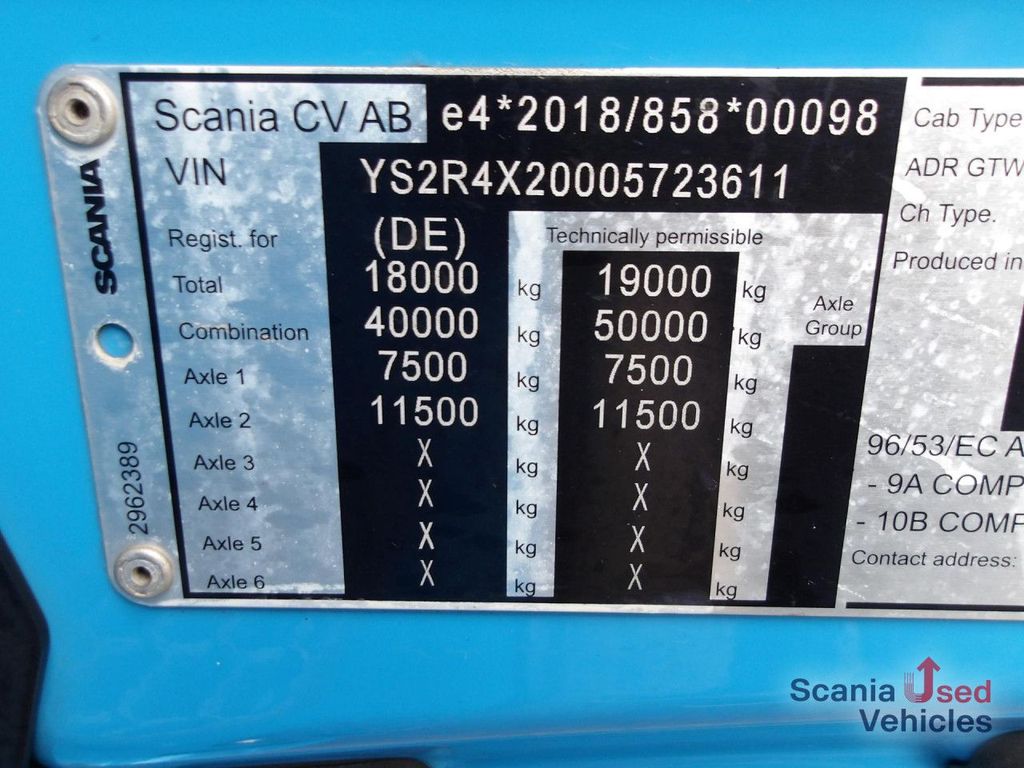 SCANIA
2962389
Scania CV AB e4*2018/858*00098
VIN YS2R4X20005723611
Regist. for (DE) Technically permissible
Total 18000 kg 19000 kg
Combination 40000 kg 50000 kg
Axle Group
Axle 1 7500 kg 7500 kg
Axle 2 11500 kg 11500 kg
Axle 3 X kg X kg
Axle 4 X kg X kg
Axle 5 X kg X kg
Axle 6 X kg X kg
Cab Type
ADR GTW
Ch Type.
Produced in
96/53/EC A
- 9A COMP
- 10B COMP
Contact address:
Scania Used
Vehicles